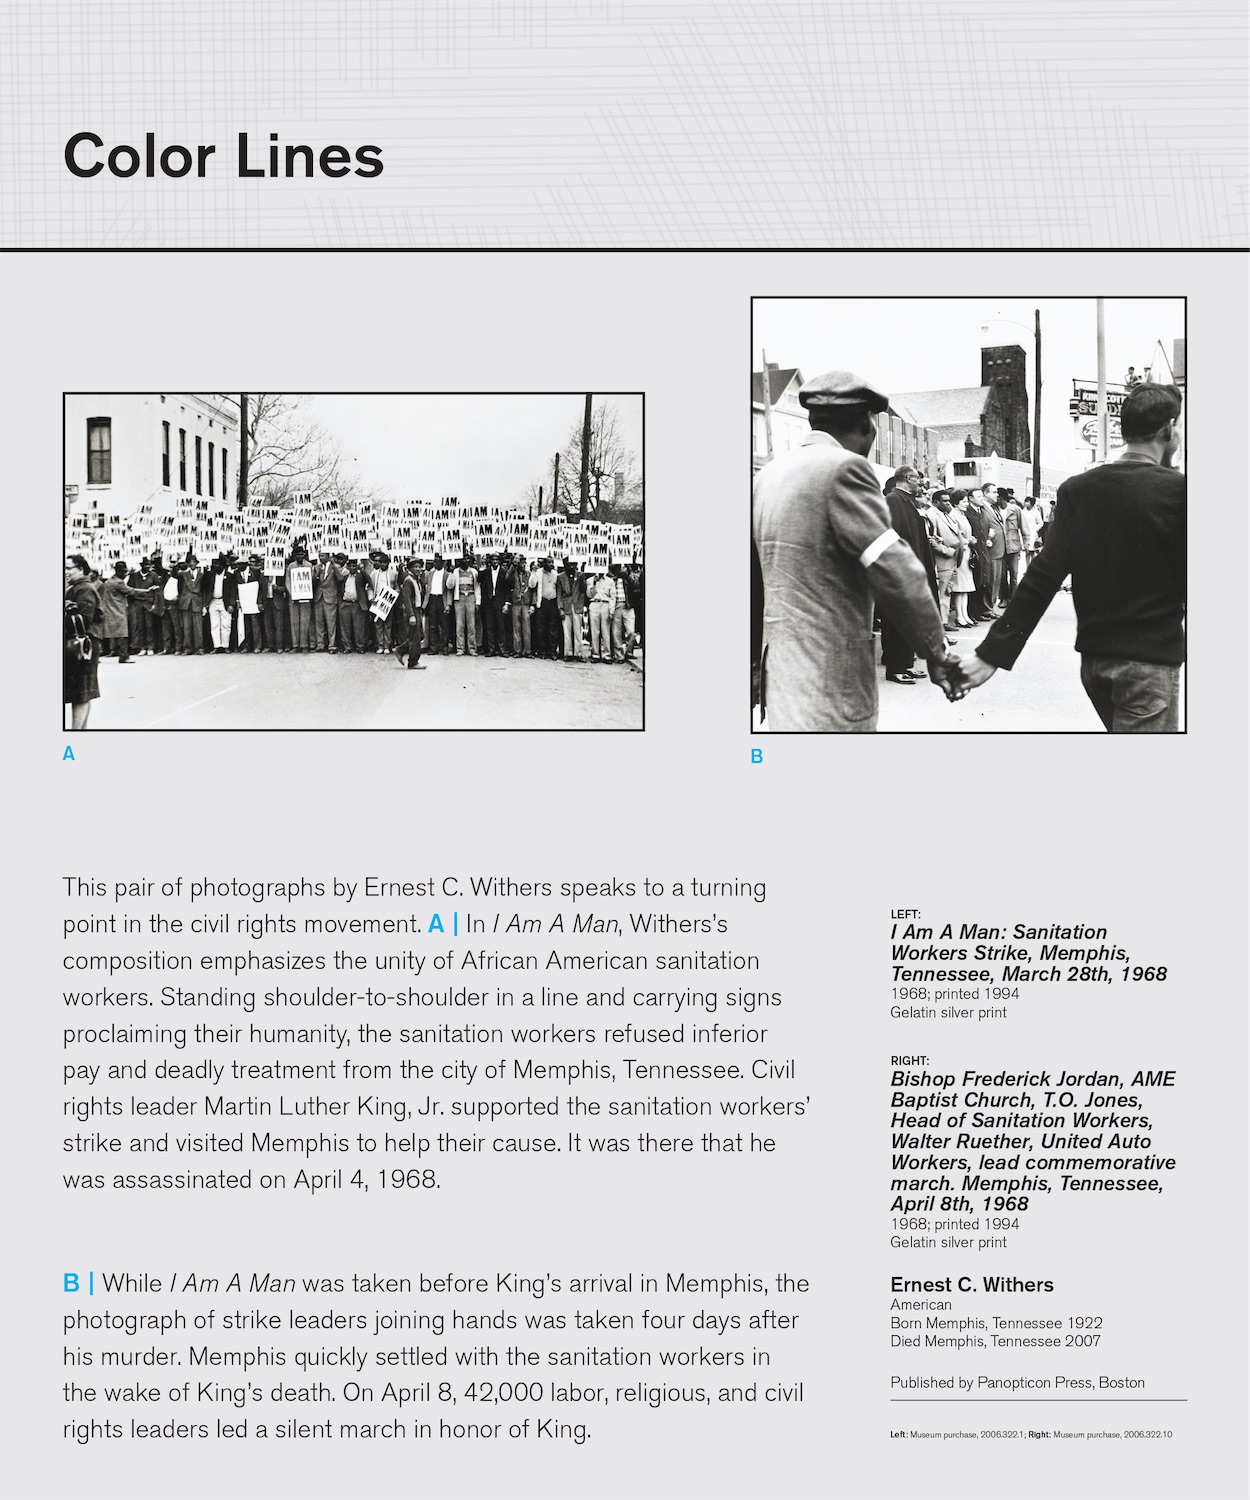 Color Lines
I AM
A MAN
KING COTT
A
B
This pair of photographs by Ernest C. Withers speaks to a turning
point in the civil rights movement. A | In I Am A Man, Withers’s
composition emphasizes the unity of African American sanitation
workers. Standing shoulder-to-shoulder in a line and carrying signs
proclaiming their humanity, the sanitation workers refused inferior
pay and deadly treatment from the city of Memphis, Tennessee. Civil
rights leader Martin Luther King, Jr. supported the sanitation workers’
strike and visited Memphis to help their cause. It was there that he
was assassinated on April 4, 1968.
B | While I Am A Man was taken before King’s arrival in Memphis, the
photograph of strike leaders joining hands was taken four days after
his murder. Memphis quickly settled with the sanitation workers in
the wake of King’s death. On April 8, 42,000 labor, religious, and civil
rights leaders led a silent march in honor of King.
LEFT:
I Am A Man: Sanitation
Workers Strike, Memphis,
Tennessee, March 28th, 1968
1968; printed 1994
Gelatin silver print
RIGHT:
Bishop Frederick Jordan, AME
Baptist Church, T.O. Jones,
Head of Sanitation Workers,
Walter Ruether, United Auto
Workers, lead commemorative
march. Memphis, Tennessee,
April 8th, 1968
1968; printed 1994
Gelatin silver print
Ernest C. Withers
American
Born Memphis, Tennessee 1922
Died Memphis, Tennessee 2007
Published by Panopticon Press, Boston
Left: Museum purchase, 2006.322.1; Right: Museum purchase, 2006.322.10